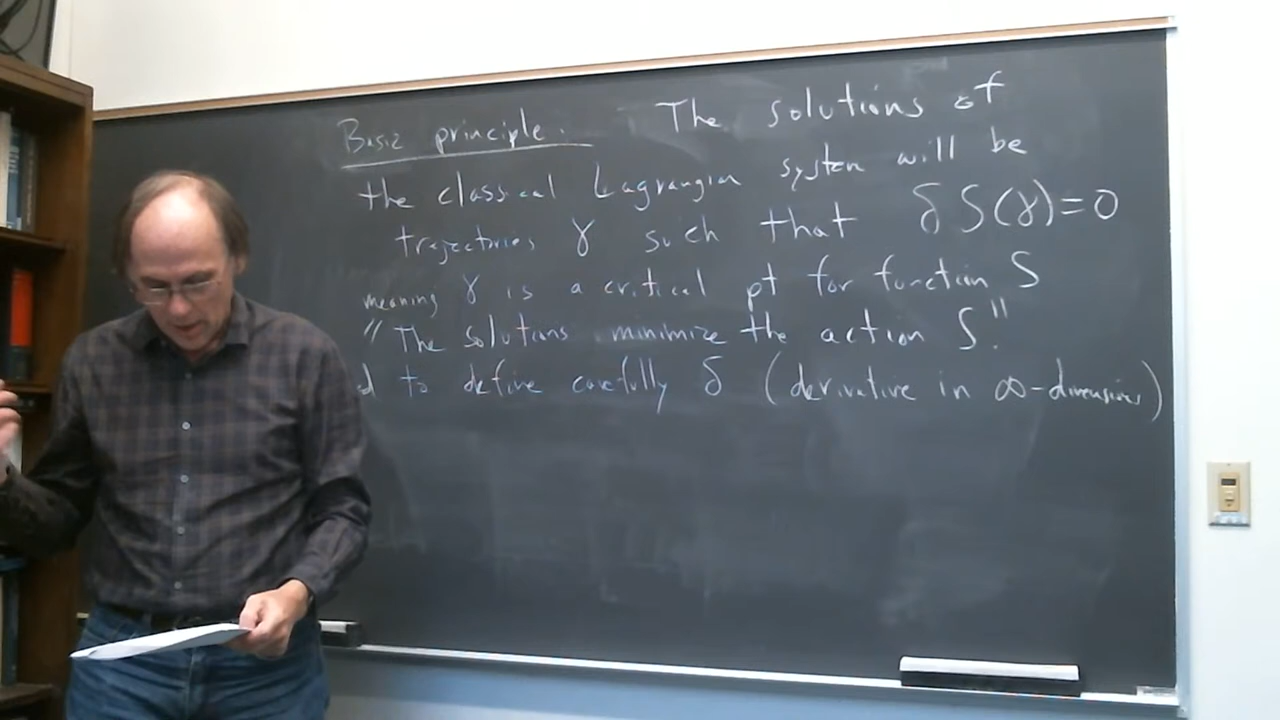 Basic principle. The solutions of
the classical Lagrangian system will be
trajectories γ such that δS(γ)=0
meaning γ is a critical pt for function S
"The solutions minimize the action S."
to define carefully δ (derivative in ∞-dimensions)